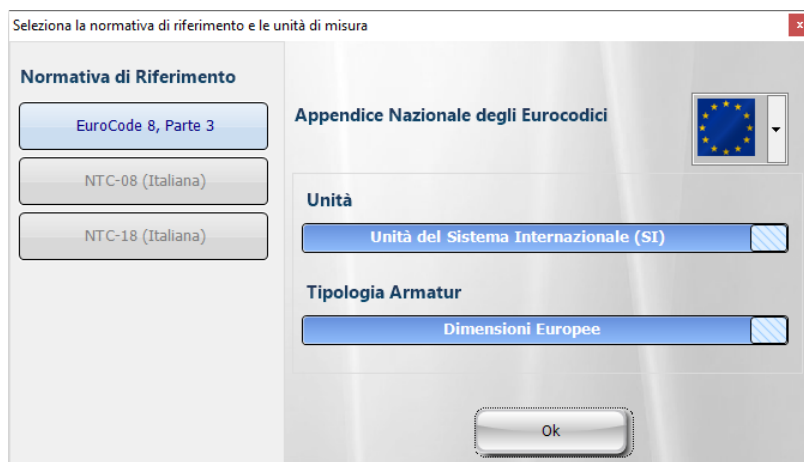 Seleziona la normativa di riferimento e le unità di misura
Normativa di Riferimento
EuroCode 8, Parte 3
NTC-08 (Italiana)
NTC-18 (Italiana)
Appendice Nazionale degli Eurocodici
Unità
Unità del Sistema Internazionale (SI)
Tipologia Armatur
Dimensioni Europee
Ok